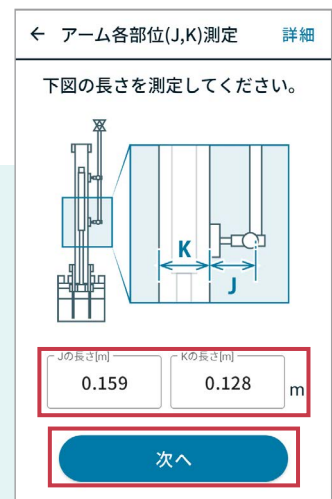 ← アーム各部位(J,K)測定 詳細
下図の長さを測定してください。
K
J
Jの長さ[m] Kの長さ[m]
0.159 0.128 m
次へ